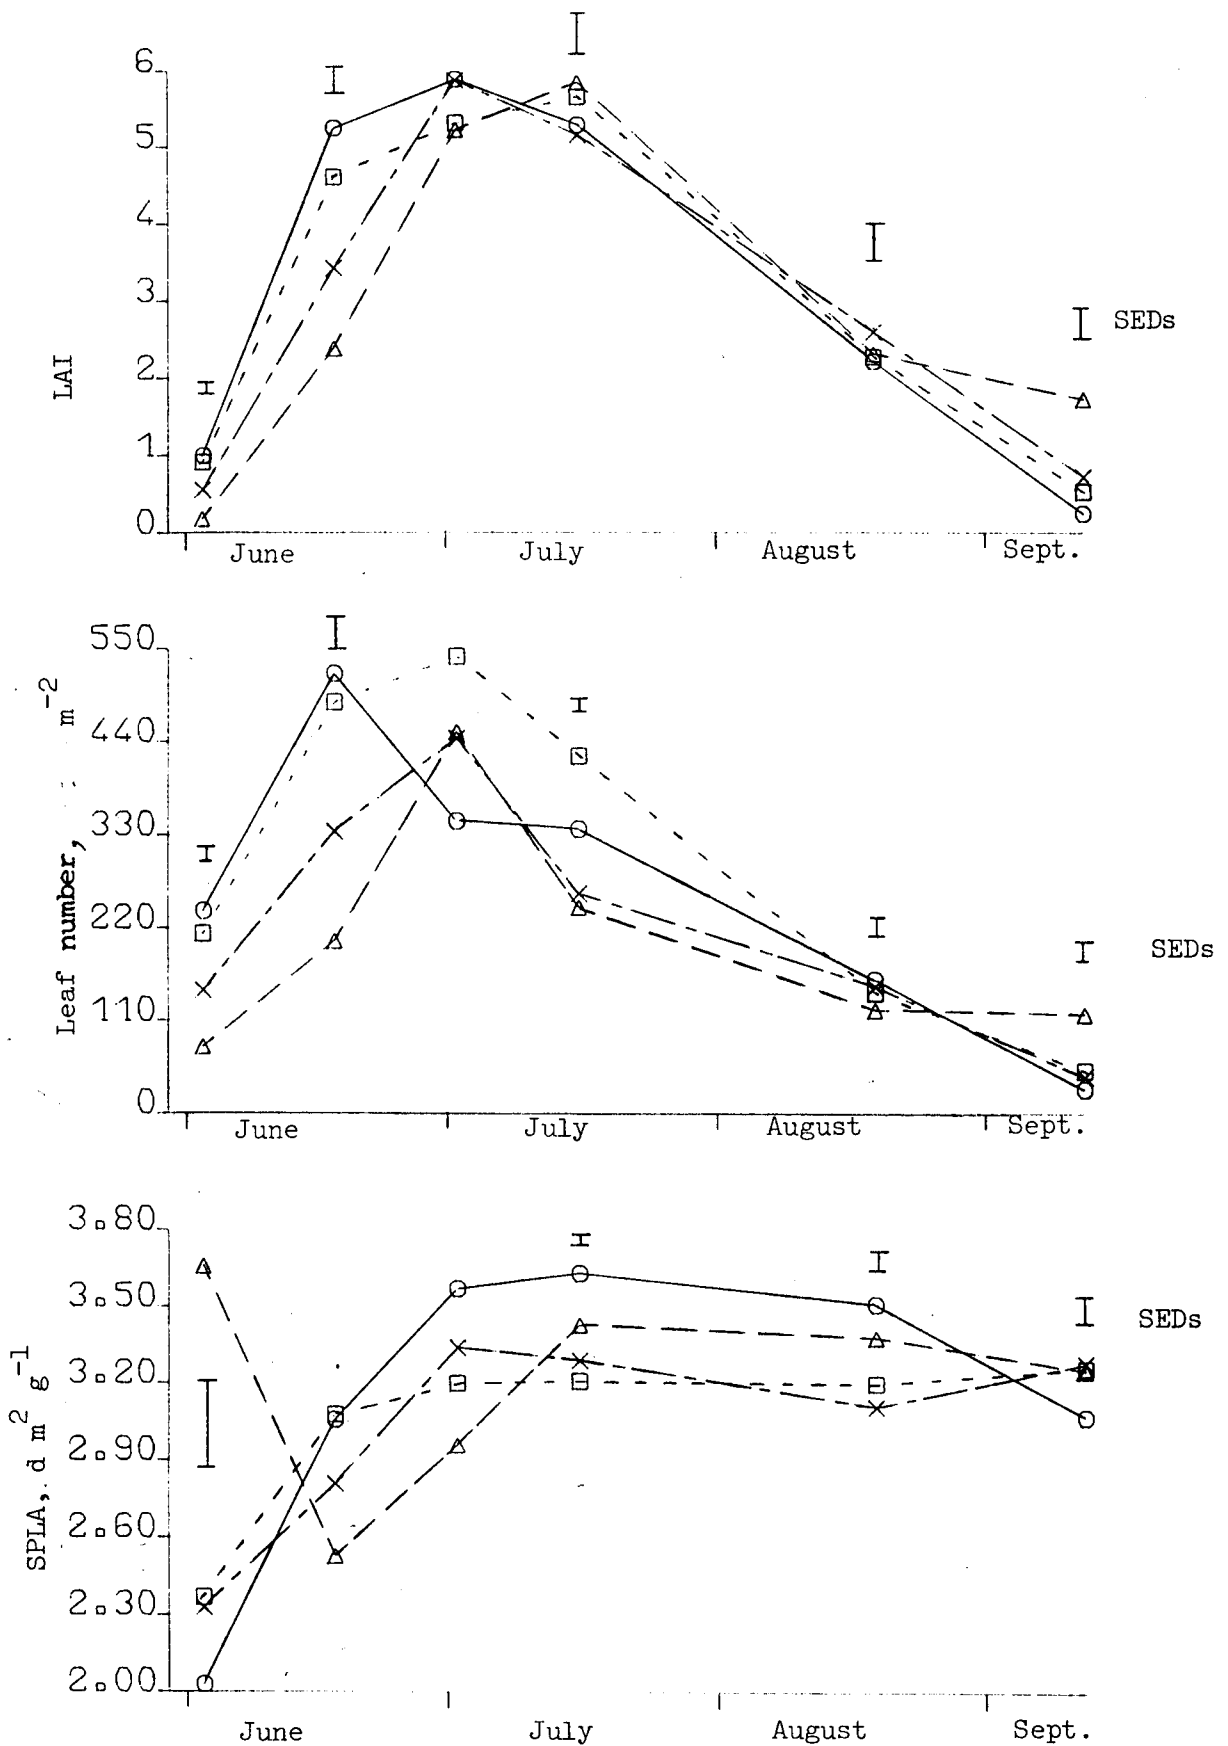 6
5
4
3
2
1
0
LAI
SEDs
June July August Sept.
550
440
330
220
110
0
Leaf number, m⁻²
SEDs
June July August Sept.
3.80
3.50
3.20
2.90
2.60
2.30
2.00
SPLA, d m² g⁻¹
SEDs
June July August Sept.